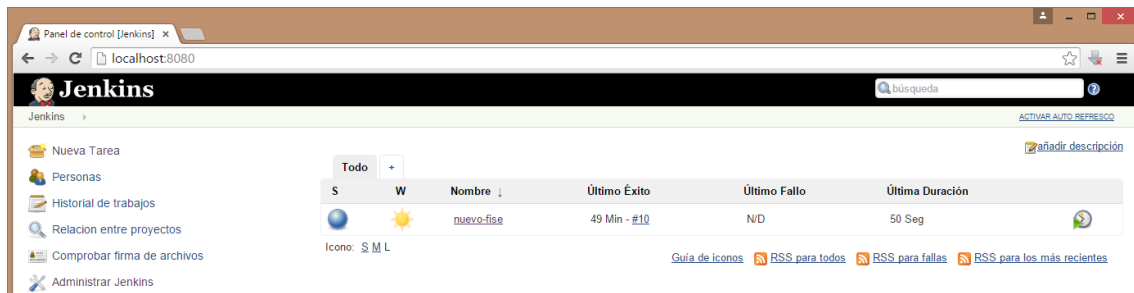 Panel de control [Jenkins]
localhost:8080
Jenkins
búsqueda
Jenkins
ACTIVAR AUTO REFRESCO
añadir descripción
Nueva Tarea
Personas
Historial de trabajos
Relacion entre proyectos
Comprobar firma de archivos
Administrar Jenkins
Todo +
S W Nombre ↓ Último Éxito Último Fallo Última Duración
nuevo-fise 49 Min - #10 N/D 50 Seg
Icono: S M L
Guía de iconos RSS para todos RSS para fallas RSS para los más recientes